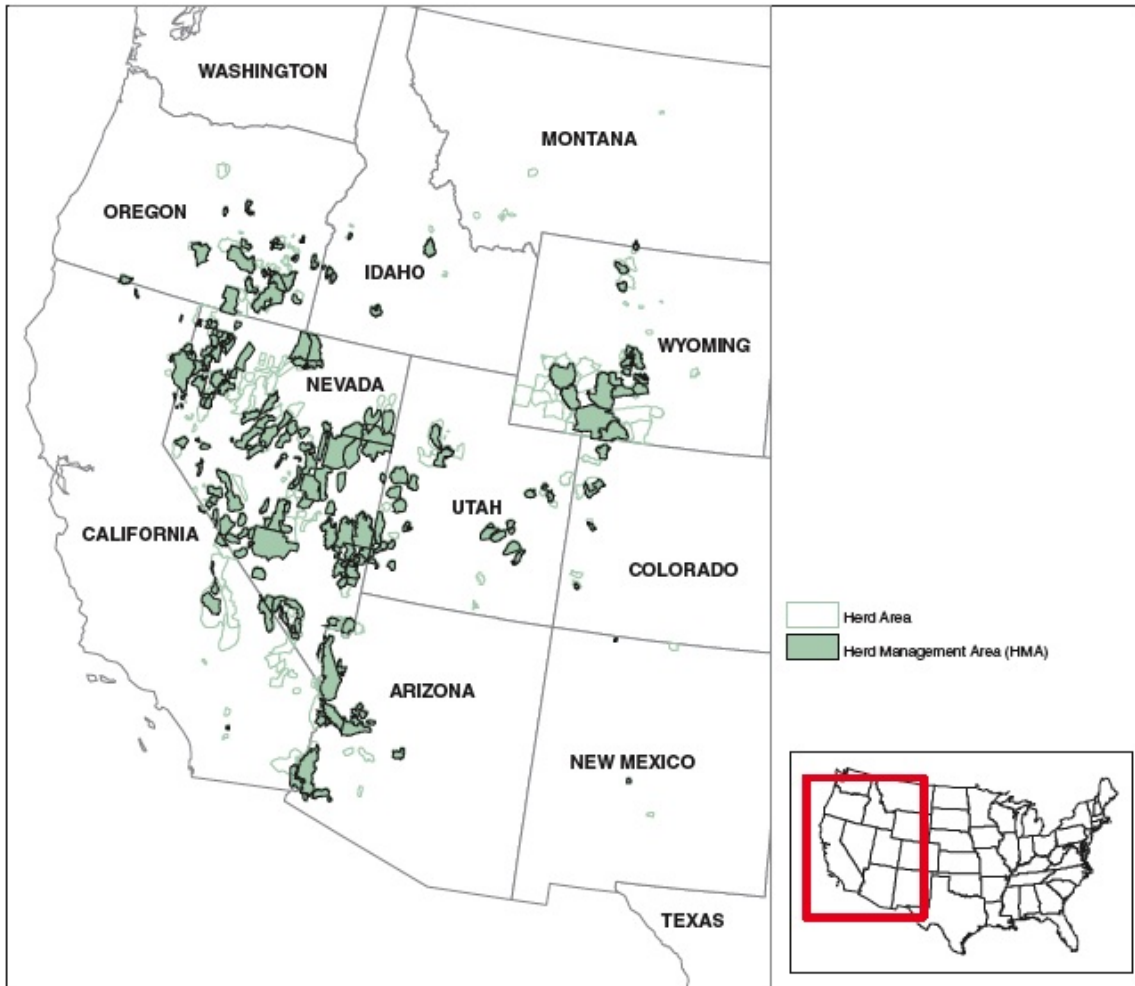 WASHINGTON
MONTANA
OREGON
IDAHO
WYOMING
NEVADA
UTAH
CALIFORNIA
COLORADO
Herd Area
Herd Management Area (HMA)
ARIZONA
NEW MEXICO
TEXAS